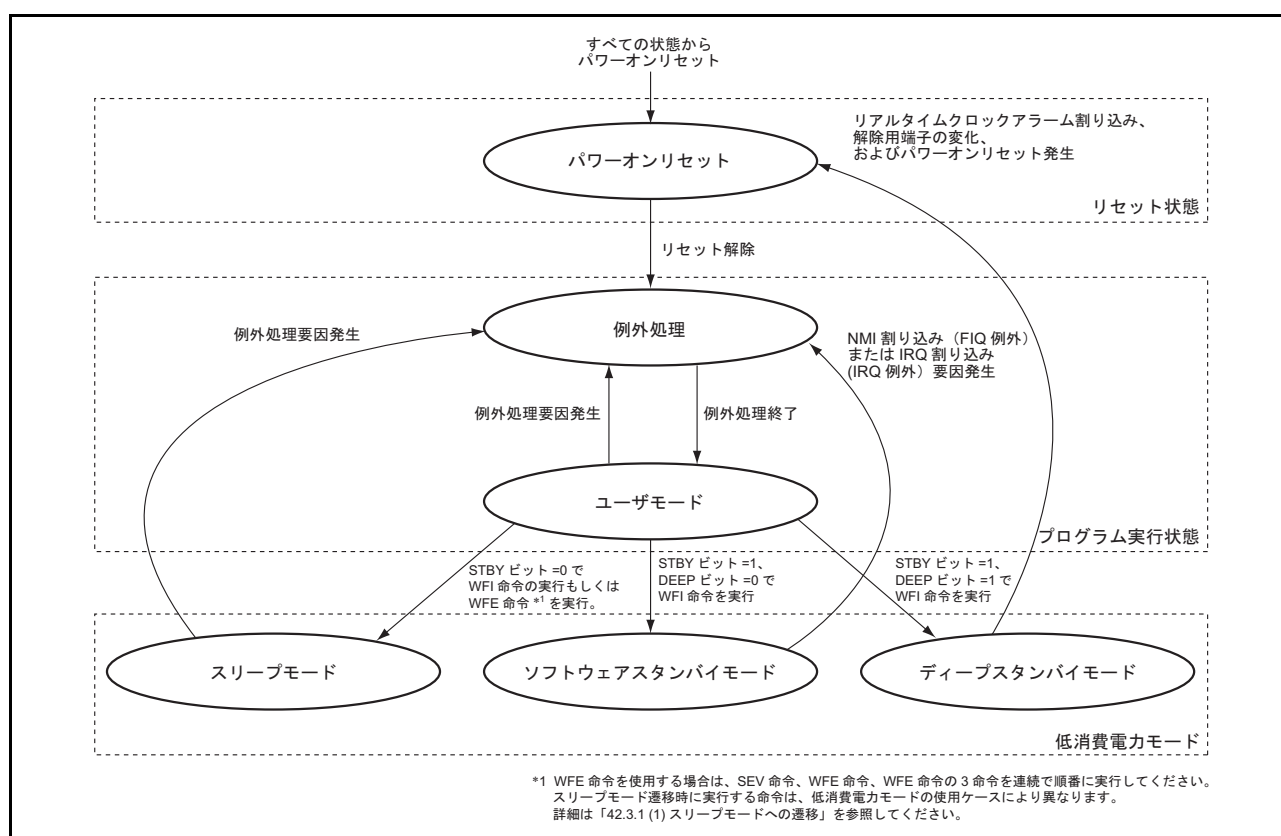 すべての状態から
パワーオンリセット
リアルタイムクロックアラーム割り込み、
解除用端子の変化、
およびパワーオンリセット発生
パワーオンリセット
リセット状態
リセット解除
例外処理要因発生
例外処理
NMI 割り込み（FIQ 例外）
または IRQ 割り込み
(IRQ 例外）要因発生
例外処理要因発生
例外処理終了
ユーザモード
プログラム実行状態
STBY ビット =0 で
WFI 命令の実行もしくは
WFE 命令 *1 を実行。
STBY ビット =1、
DEEP ビット =0 で
WFI 命令を実行
STBY ビット =1、
DEEP ビット =1 で
WFI 命令を実行
スリープモード
ソフトウェアスタンバイモード
ディープスタンバイモード
低消費電力モード
*1 WFE 命令を使用する場合は、SEV 命令、WFE 命令、WFE 命令の 3 命令を連続で順番に実行してください。
スリープモード遷移時に実行する命令は、低消費電力モードの使用ケースにより異なります。
詳細は「42.3.1 (1) スリープモードへの遷移」を参照してください。